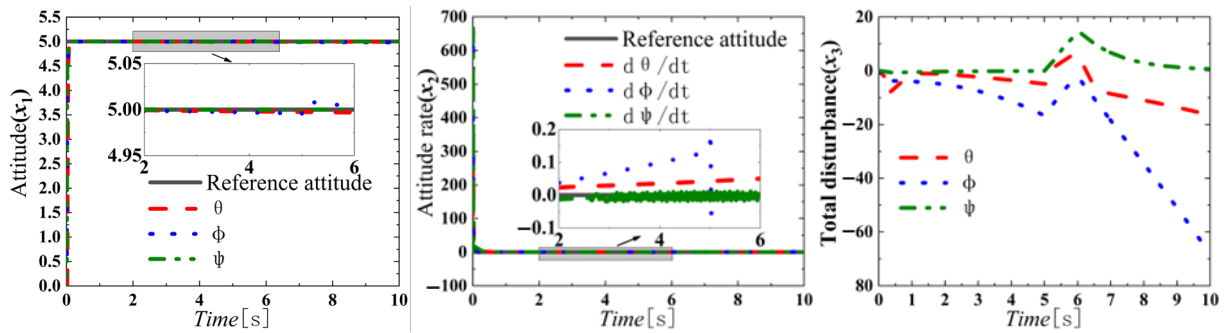 Attitude(x₁)
5.5
5.0
4.5
4.0
3.5
3.0
2.5
2.0
1.5
1.0
0.5
0.0
5.05
5.00
4.95
2 4 6
Reference attitude
θ
ϕ
ψ
0 2 4 6 8 10
Time[s]
Attitude rate(x₂)
700
600
500
400
300
200
100
0
−100
Reference attitude
d θ/dt
d ϕ/dt
d ψ/dt
0.2
0.1
0.0
−0.1
2 4 6
0 2 4 6 8 10
Time[s]
Total disturbance(x₃)
20
0
−20
−40
−60
−80
θ
ϕ
ψ
0 1 2 3 4 5 6 7 8 9 10
Time[s]